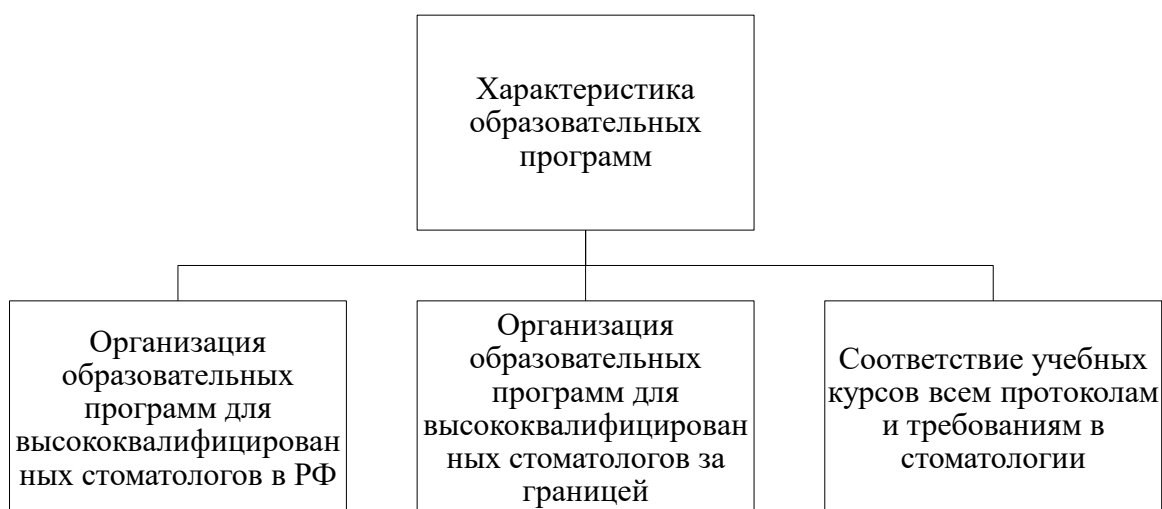 Характеристика
образовательных
программ
Организация
образовательных
программ для
высококвалифицирован
ных стоматологов в РФ
Организация
образовательных
программ для
высококвалифицирован
ных стоматологов за
границей
Соответствие учебных
курсов всем протоколам
и требованиям в
стоматологии